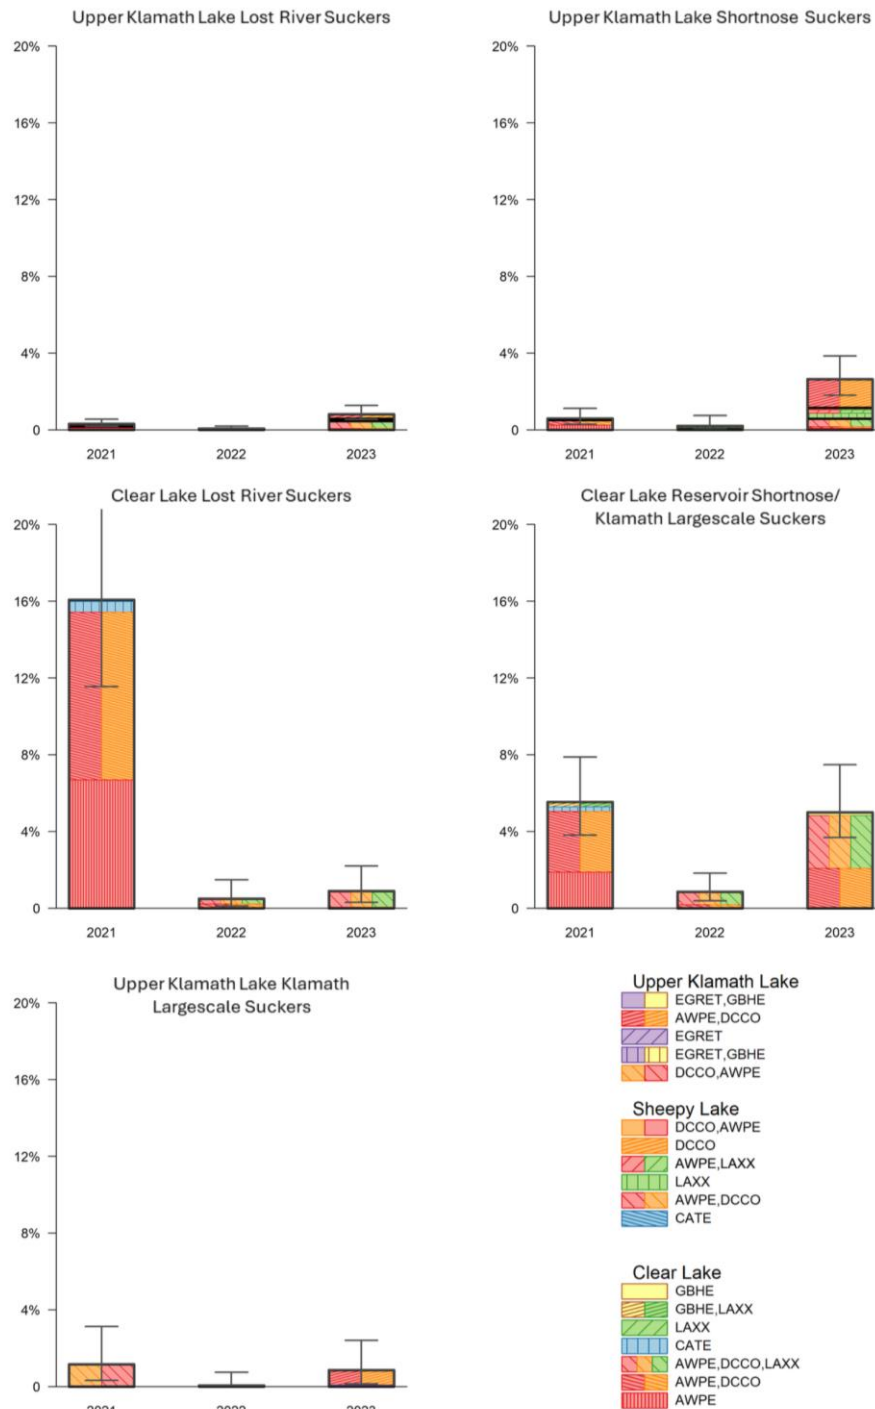 Upper Klamath Lake Lost River Suckers
20%
16%
12%
8%
4%
0
2021
2022
2023
Upper Klamath Lake Shortnose Suckers
20%
16%
12%
8%
4%
0
2021
2022
2023
Clear Lake Lost River Suckers
20%
16%
12%
8%
4%
0
2021
2022
2023
Clear Lake Reservoir Shortnose/
Klamath Largescale Suckers
20%
16%
12%
8%
4%
0
2021
2022
2023
Upper Klamath Lake Klamath
Largescale Suckers
20%
16%
12%
8%
4%
0
2021
2022
2023
Upper Klamath Lake
EGRET,GBHE
AWPE,DCCO
EGRET
EGRET,GBHE
DCCO,AWPE
Sheepy Lake
DCCO,AWPE
DCCO
AWPE,LAXX
LAXX
AWPE,DCCO
CATE
Clear Lake
GBHE
GBHE,LAXX
LAXX
CATE
AWPE,DCCO,LAXX
AWPE,DCCO
AWPE